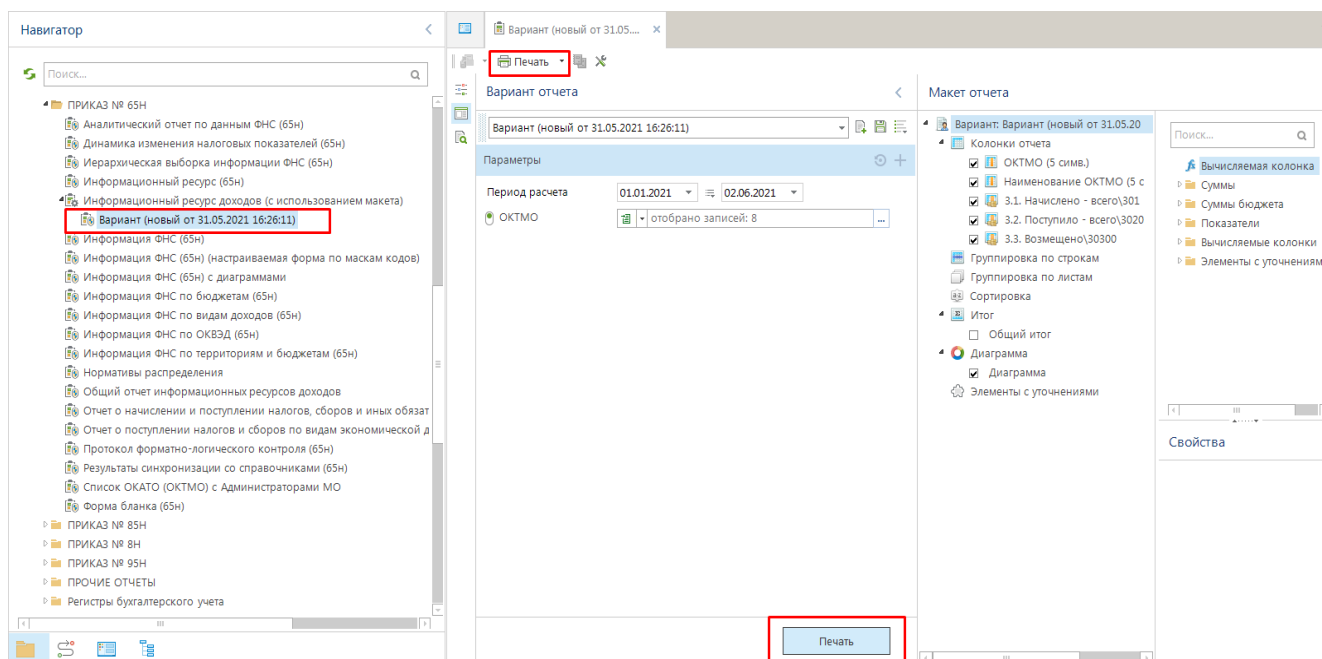 Навигатор
Поиск...
ПРИКАЗ № 65Н
Аналитический отчет по данным ФНС (65н)
Динамика изменения налоговых показателей (65н)
Иерархическая выборка информации ФНС (65н)
Информационный ресурс (65н)
Информационный ресурс доходов (с использованием макета)
Вариант (новый от 31.05.2021 16:26:11)
Информация ФНС (65н)
Информация ФНС (65н) (настраиваемая форма по маскам кодов)
Информация ФНС (65н) с диаграммами
Информация ФНС по бюджетам (65н)
Информация ФНС по видам доходов (65н)
Информация ФНС по ОКВЭД (65н)
Информация ФНС по территориям и бюджетам (65н)
Нормативы распределения
Общий отчет информационных ресурсов доходов
Отчет о начислении и поступлении налогов, сборов и иных обязат
Отчет о поступлении налогов и сборов по видам экономической д
Протокол форматно-логического контроля (65н)
Результаты синхронизации со справочниками (65н)
Список ОКАТО (ОКТМО) с Администраторами МО
Форма бланка (65н)
ПРИКАЗ № 85Н
ПРИКАЗ № 8Н
ПРИКАЗ № 95Н
ПРОЧИЕ ОТЧЕТЫ
Регистры бухгалтерского учета
Вариант (новый от 31.05....
Печать
Вариант отчета
Вариант (новый от 31.05.2021 16:26:11)
Параметры
Период расчета 01.01.2021 02.06.2021
ОКТМО отобрано записей: 8 ...
Печать
Макет отчета
Вариант: Вариант (новый от 31.05.20
Колонки отчета
ОКТМО (5 симв.)
Наименование ОКТМО (5 с
3.1. Начислено - всего\301
3.2. Поступило - всего\3020
3.3. Возмещено\30300
Группировка по строкам
Группировка по листам
Сортировка
Итог
Общий итог
Диаграмма
Диаграмма
Элементы с уточнениями
Поиск...
Вычисляемая колонка
Суммы
Суммы бюджета
Показатели
Вычисляемые колонки
Элементы с уточнениям
Свойства